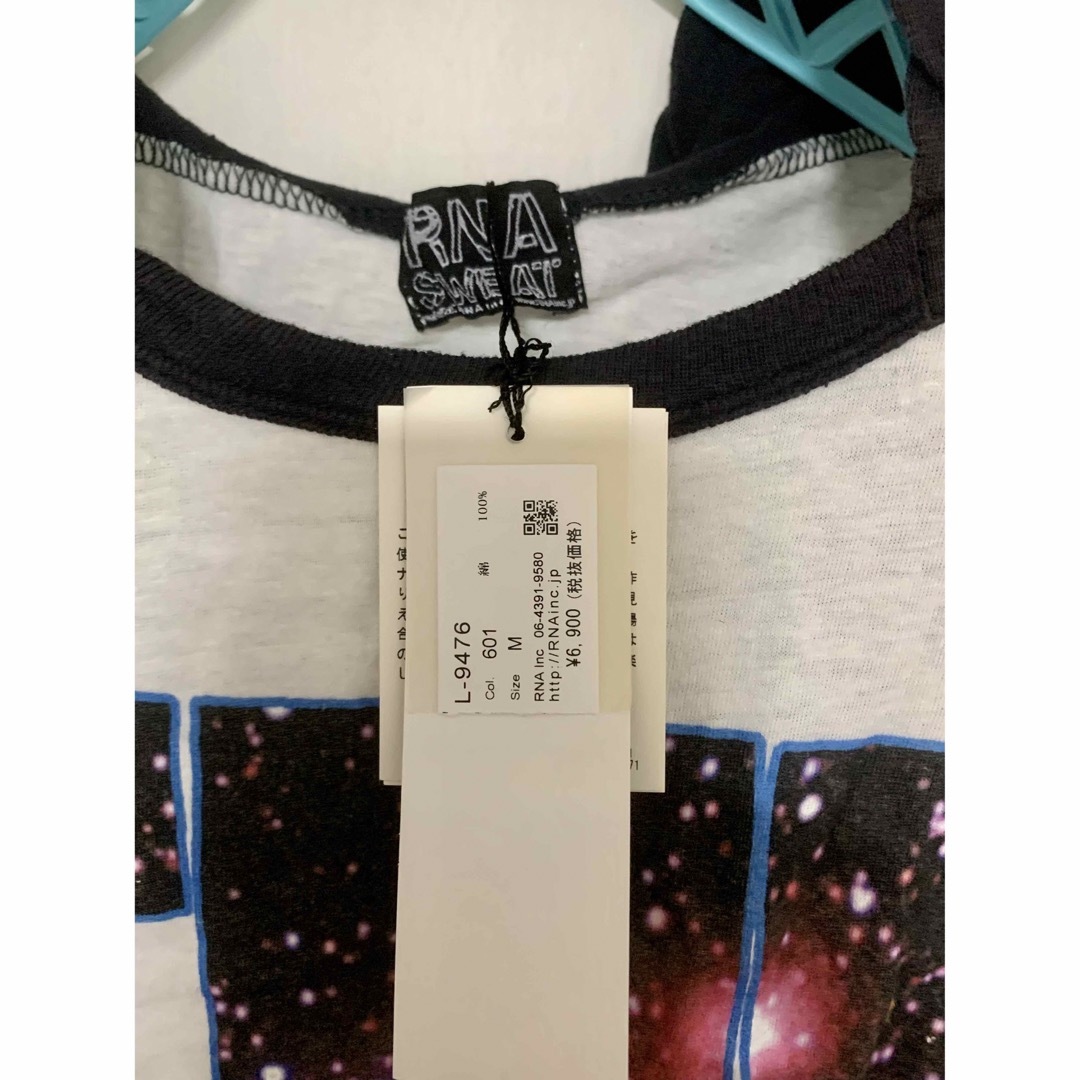 RNA
SWEAT
L-9476
綿 100%
Col. 601
Size M
RNA Inc 06-4391-9580
http://RNAinc.jp
¥6,900 (税抜価格)
71